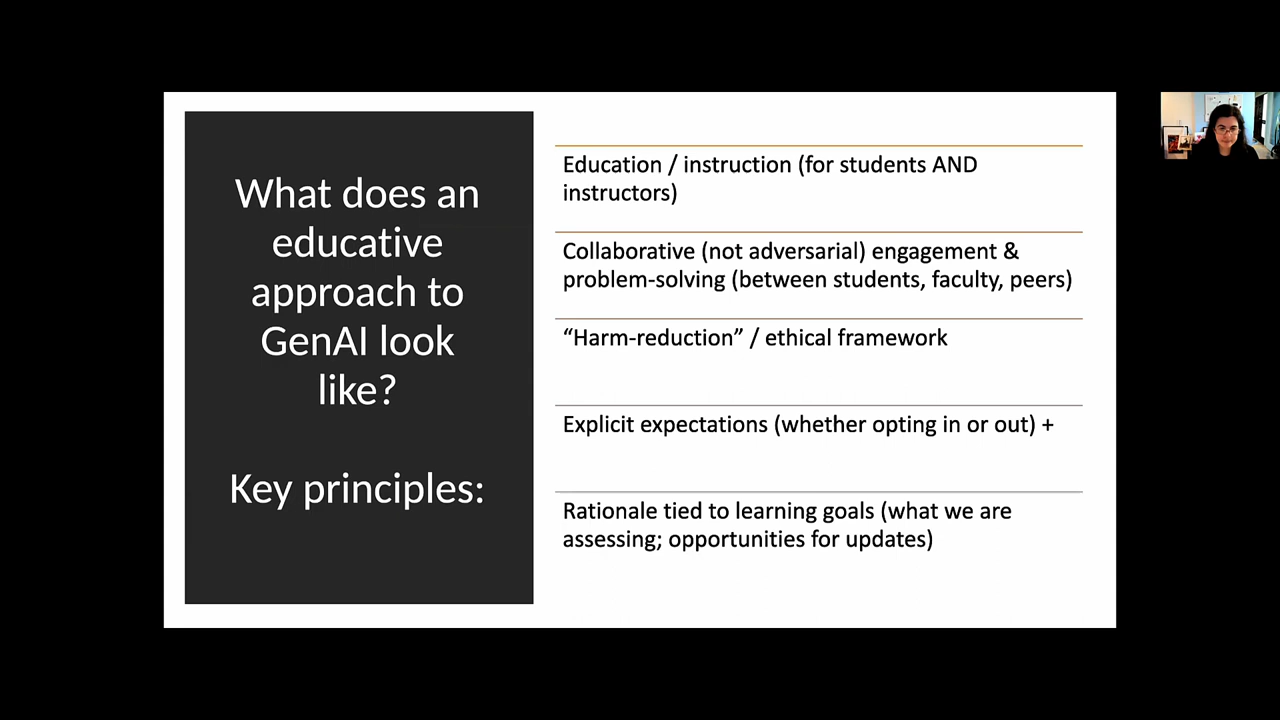 What does an
educative
approach to
GenAI look
like?
Key principles:
Education / instruction (for students AND
instructors)
Collaborative (not adversarial) engagement &
problem-solving (between students, faculty, peers)
“Harm-reduction” / ethical framework
Explicit expectations (whether opting in or out) +
Rationale tied to learning goals (what we are
assessing; opportunities for updates)